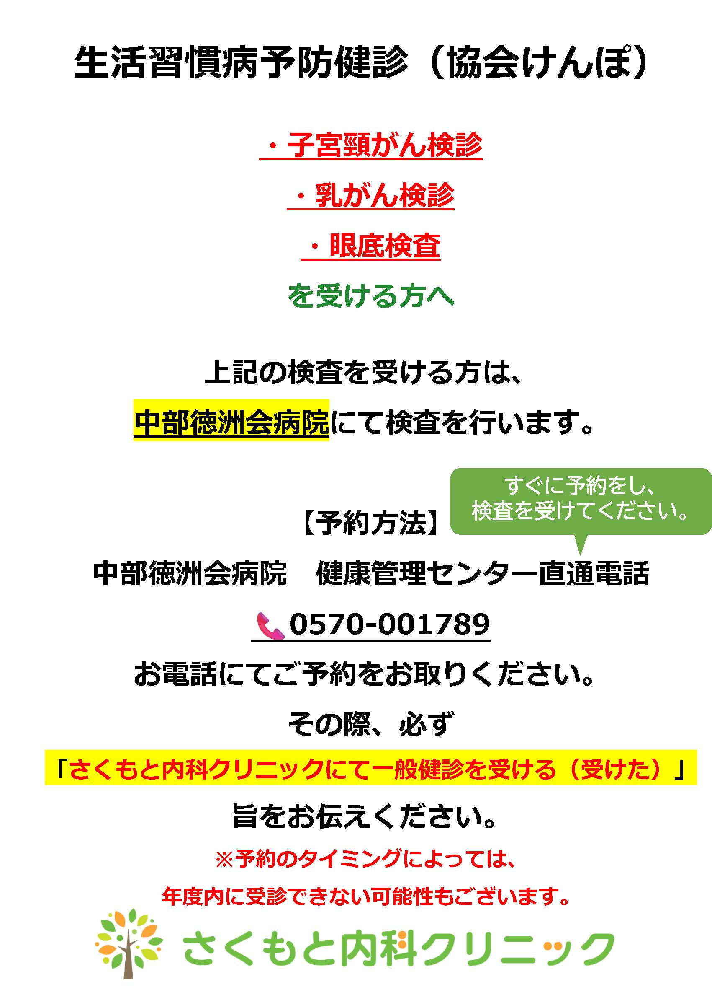 生活習慣病予防健診（協会けんぽ）
・子宮頸がん検診
・乳がん検診
・眼底検査
を受ける方へ
上記の検査を受ける方は、
中部徳洲会病院にて検査を行います。
すぐに予約をし、
検査を受けてください。
【予約方法】
中部徳洲会病院　健康管理センター直通電話
0570-001789
お電話にてご予約をお取りください。
その際、必ず
「さくもと内科クリニックにて一般健診を受ける（受けた）」
旨をお伝えください。
※予約のタイミングによっては、
年度内に受診できない可能性もございます。
さくもと内科クリニック